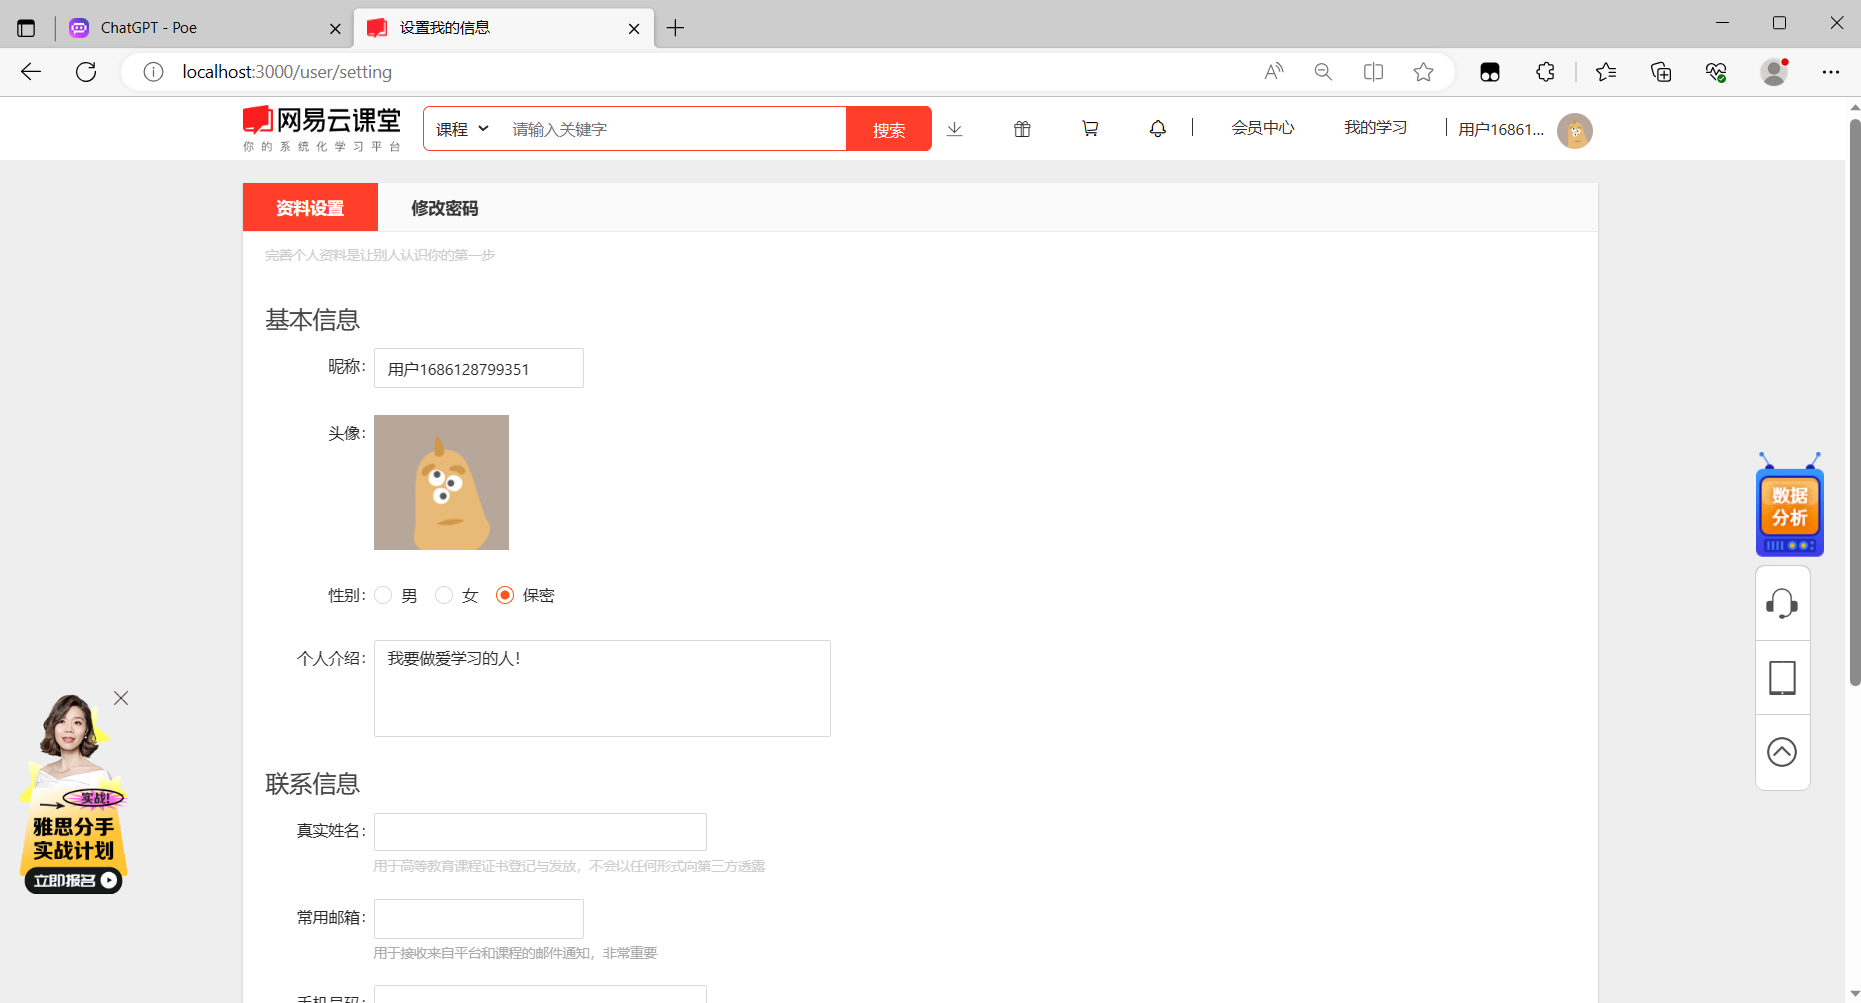 ChatGPT - Poe
设置我的信息
localhost:3000/user/setting
网易云课堂
你的系统化学习平台
课程
请输入关键字
搜索
会员中心
我的学习
用户16861...
资料设置
修改密码
完善个人资料是让别人认识你的第一步
基本信息
昵称：
用户1686128799351
头像：
性别：
男
女
保密
个人介绍：
我要做爱学习的人！
联系信息
真实姓名：
用于高等教育课程证书登记与发放，不会以任何形式向第三方透露
常用邮箱：
用于接收来自平台和课程的邮件通知，非常重要
手机号码：
数据
分析
实战!
雅思分手
实战计划
立即报名